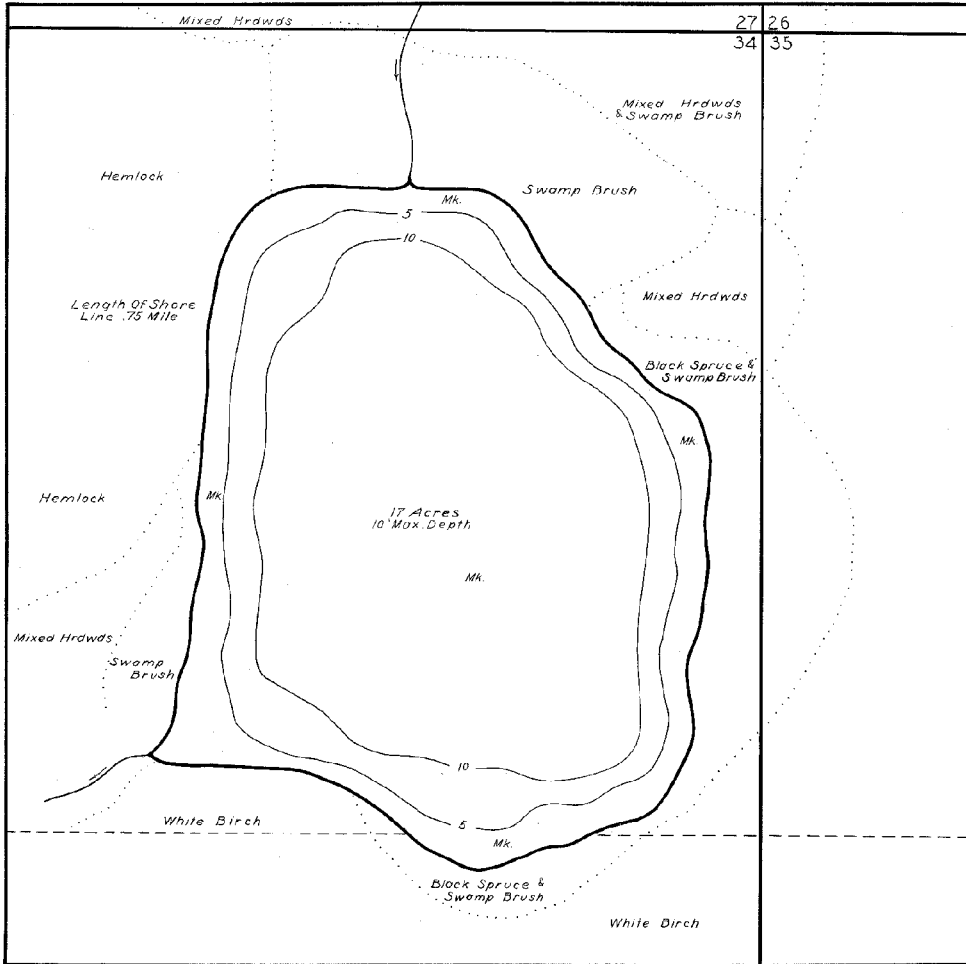 Mixed Hrdwds
27 26
34 35
Mixed Hrdwds
& Swamp Brush
Hemlock
Swamp Brush
Mk.
5
10
Mixed Hrdwds
Length Of Shore
Line .75 Mile
Black Spruce &
Swamp Brush
Mk.
Hemlock
Mk.
17 Acres
10' Max. Depth
Mk.
Mixed Hrdwds
Swamp
Brush
10
White Birch
5
Mk.
Black Spruce &
Swamp Brush
White Birch